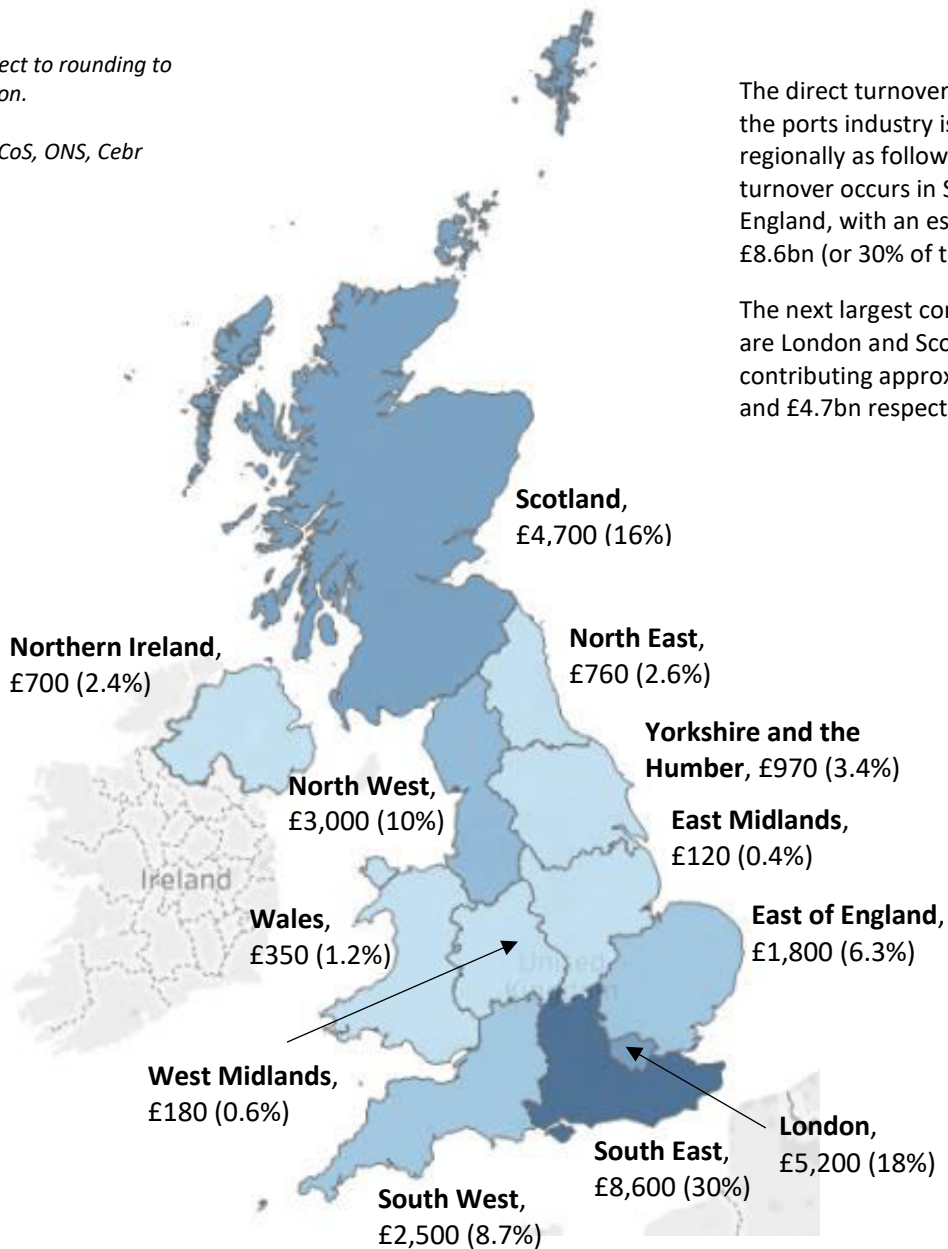 ect to rounding to
on.
CoS, ONS, Cebr
The direct turnover
the ports industry is
regionally as follow
turnover occurs in S
England, with an es
£8.6bn (or 30% of t
The next largest cor
are London and Sco
contributing approx
and £4.7bn respect
Scotland,
£4,700 (16%)
Northern Ireland,
£700 (2.4%)
North East,
£760 (2.6%)
Yorkshire and the
Humber, £970 (3.4%)
North West,
£3,000 (10%)
East Midlands,
£120 (0.4%)
Ireland
Wales,
£350 (1.2%)
East of England,
£1,800 (6.3%)
United
Kingdom
West Midlands,
£180 (0.6%)
London,
£5,200 (18%)
South East,
£8,600 (30%)
South West,
£2,500 (8.7%)